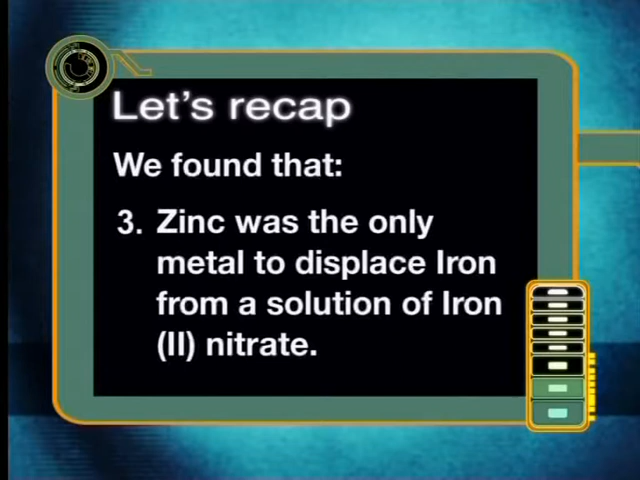 Let's recap
We found that:
3. Zinc was the only
metal to displace Iron
from a solution of Iron
(II) nitrate.